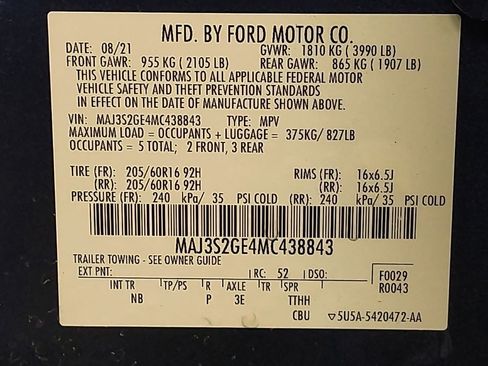 MFD. BY FORD MOTOR CO.
DATE: 08/21 GVWR: 1810 KG ( 3990 LB)
FRONT GAWR: 955 KG ( 2105 LB) REAR GAWR: 865 KG ( 1907 LB)
THIS VEHICLE CONFORMS TO ALL APPLICABLE FEDERAL MOTOR
VEHICLE SAFETY AND THEFT PREVENTION STANDARDS
IN EFFECT ON THE DATE OF MANUFACTURE SHOWN ABOVE.
VIN: MAJ3S2GE4MC438843 TYPE: MPV
MAXIMUM LOAD = OCCUPANTS + LUGGAGE = 375KG/ 827LB
OCCUPANTS = 5 TOTAL; 2 FRONT, 3 REAR
TIRE (FR): 205/60R16 92H RIMS (FR): 16x6.5J
(RR): 205/60R16 92H (RR): 16x6.5J
PRESSURE (FR): 240 kPa/ 35 PSI COLD (RR): 240 kPa/ 35 PSI COLD
MAJ3S2GE4MC438843
TRAILER TOWING - SEE OWNER GUIDE
EXT PNT: RC: 52 DSO: F0029
INT TR TP/PS R AXLE TR SPR R0043
NB P 3E TTHH
CBU ▽5U5A-5420472-AA